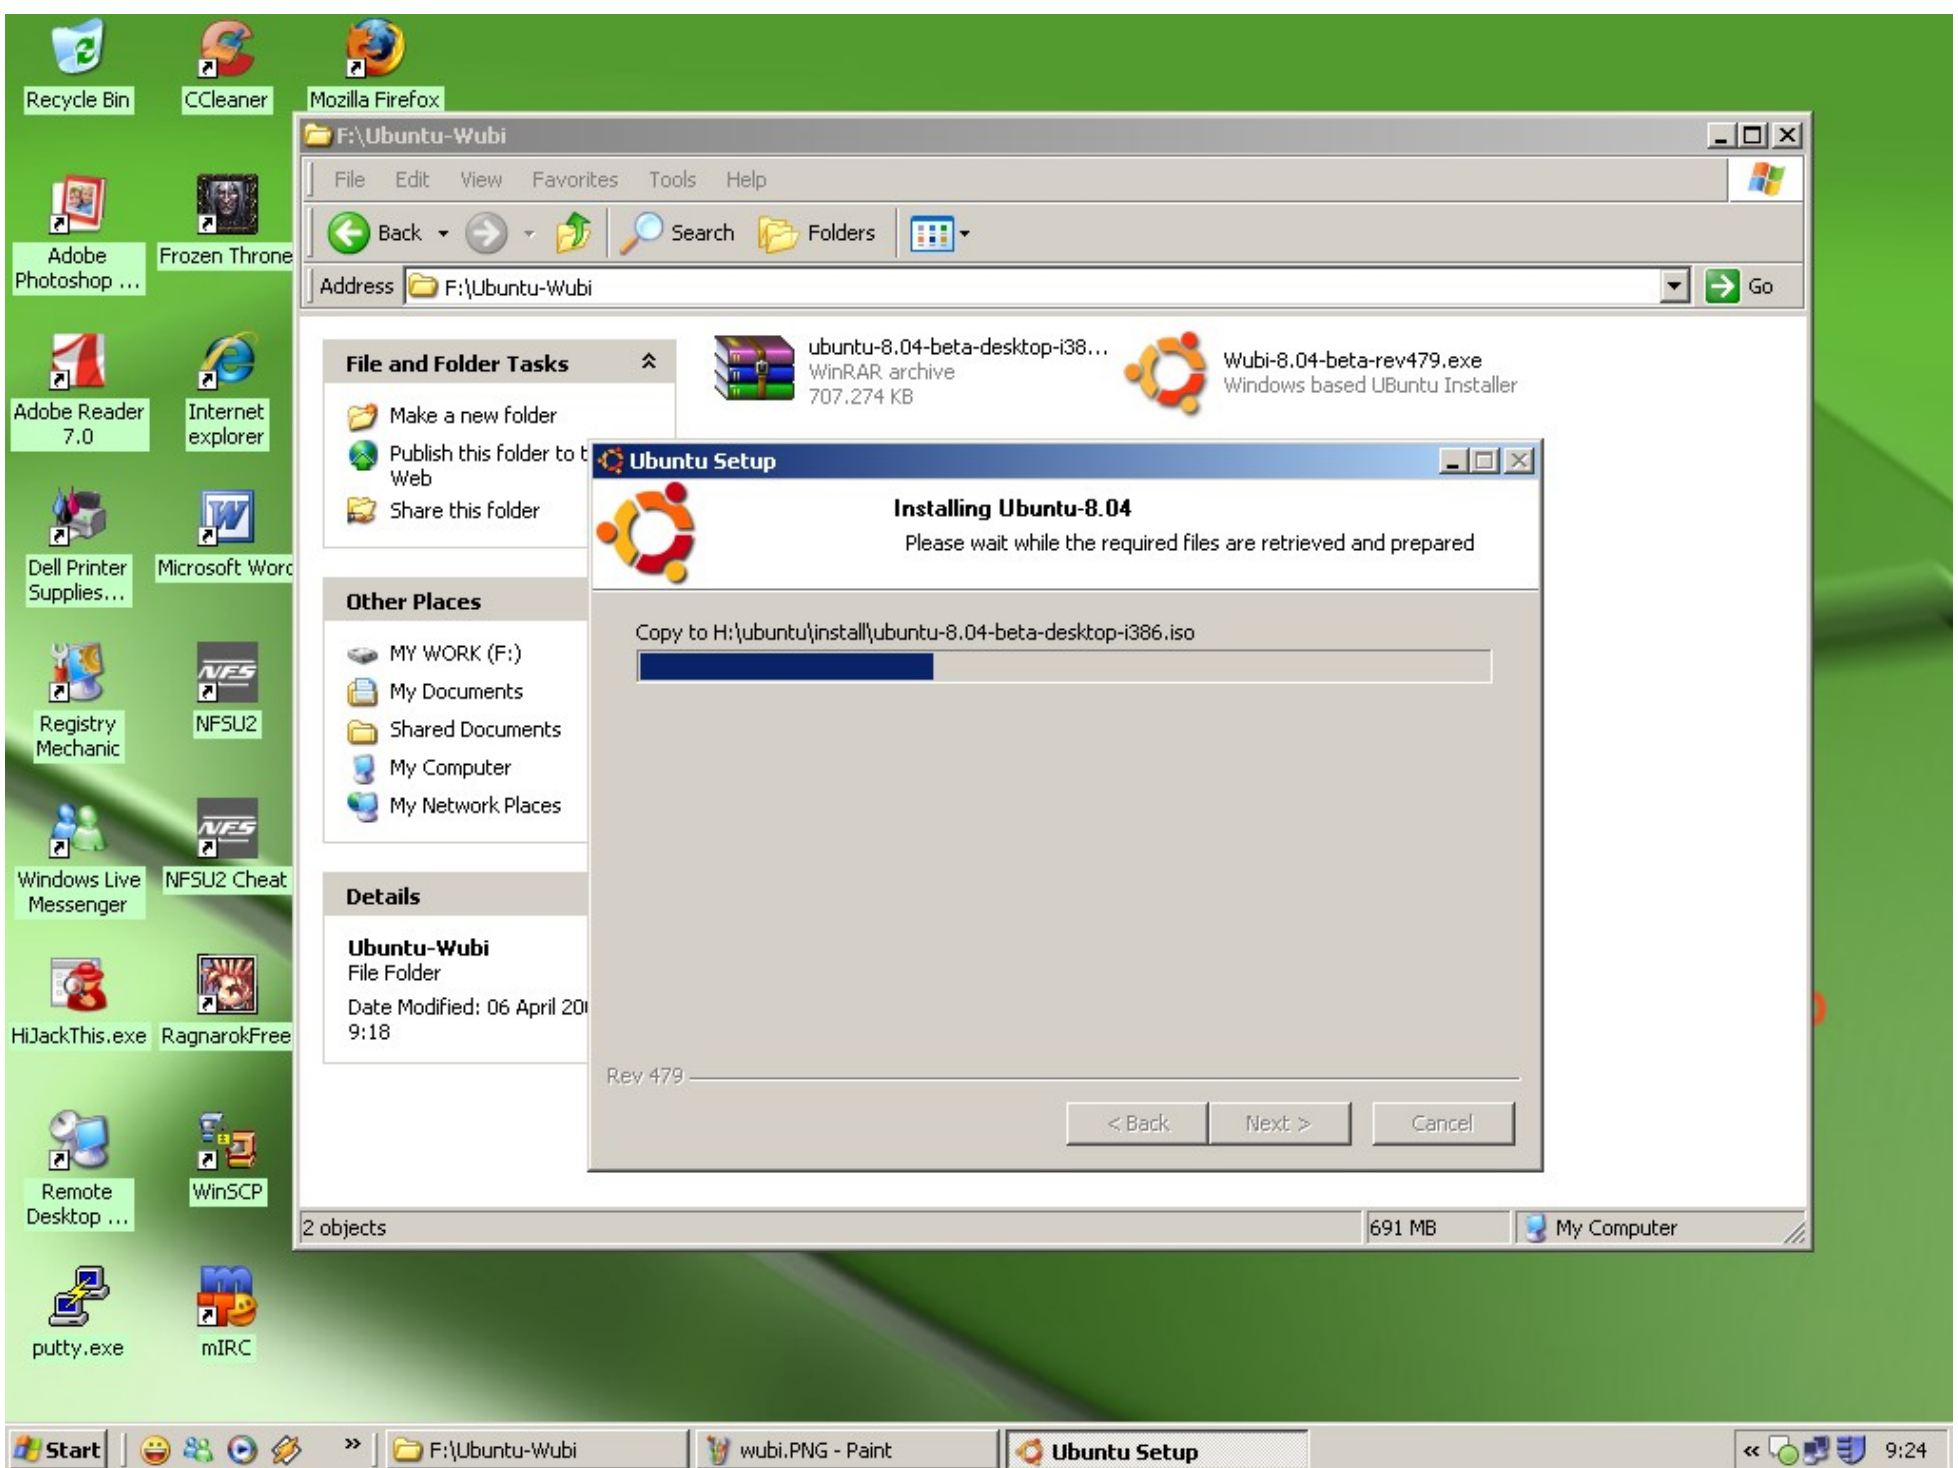 Recycle Bin
CCleaner
Mozilla Firefox
Adobe
Photoshop ...
Frozen Throne
Adobe Reader
7.0
Internet
explorer
Dell Printer
Supplies...
Microsoft Word
Registry
Mechanic
NFS
NFSU2
Windows Live
Messenger
NFS
NFSU2 Cheat
HiJackThis.exe
RagnarokFree
Remote
Desktop ...
WinSCP
putty.exe
mIRC
F:\Ubuntu-Wubi
File Edit View Favorites Tools Help
Back Search Folders
Address F:\Ubuntu-Wubi Go
File and Folder Tasks
Make a new folder
Publish this folder to t
Web
Share this folder
Other Places
MY WORK (F:)
My Documents
Shared Documents
My Computer
My Network Places
Details
Ubuntu-Wubi
File Folder
Date Modified: 06 April 20
9:18
ubuntu-8.04-beta-desktop-i38...
WinRAR archive
707.274 KB
Wubi-8.04-beta-rev479.exe
Windows based UBuntu Installer
Ubuntu Setup
Installing Ubuntu-8.04
Please wait while the required files are retrieved and prepared
Copy to H:\ubuntu\install\ubuntu-8.04-beta-desktop-i386.iso
Rev 479
< Back Next > Cancel
2 objects 691 MB My Computer
Start » F:\Ubuntu-Wubi wubi.PNG - Paint Ubuntu Setup « 9:24